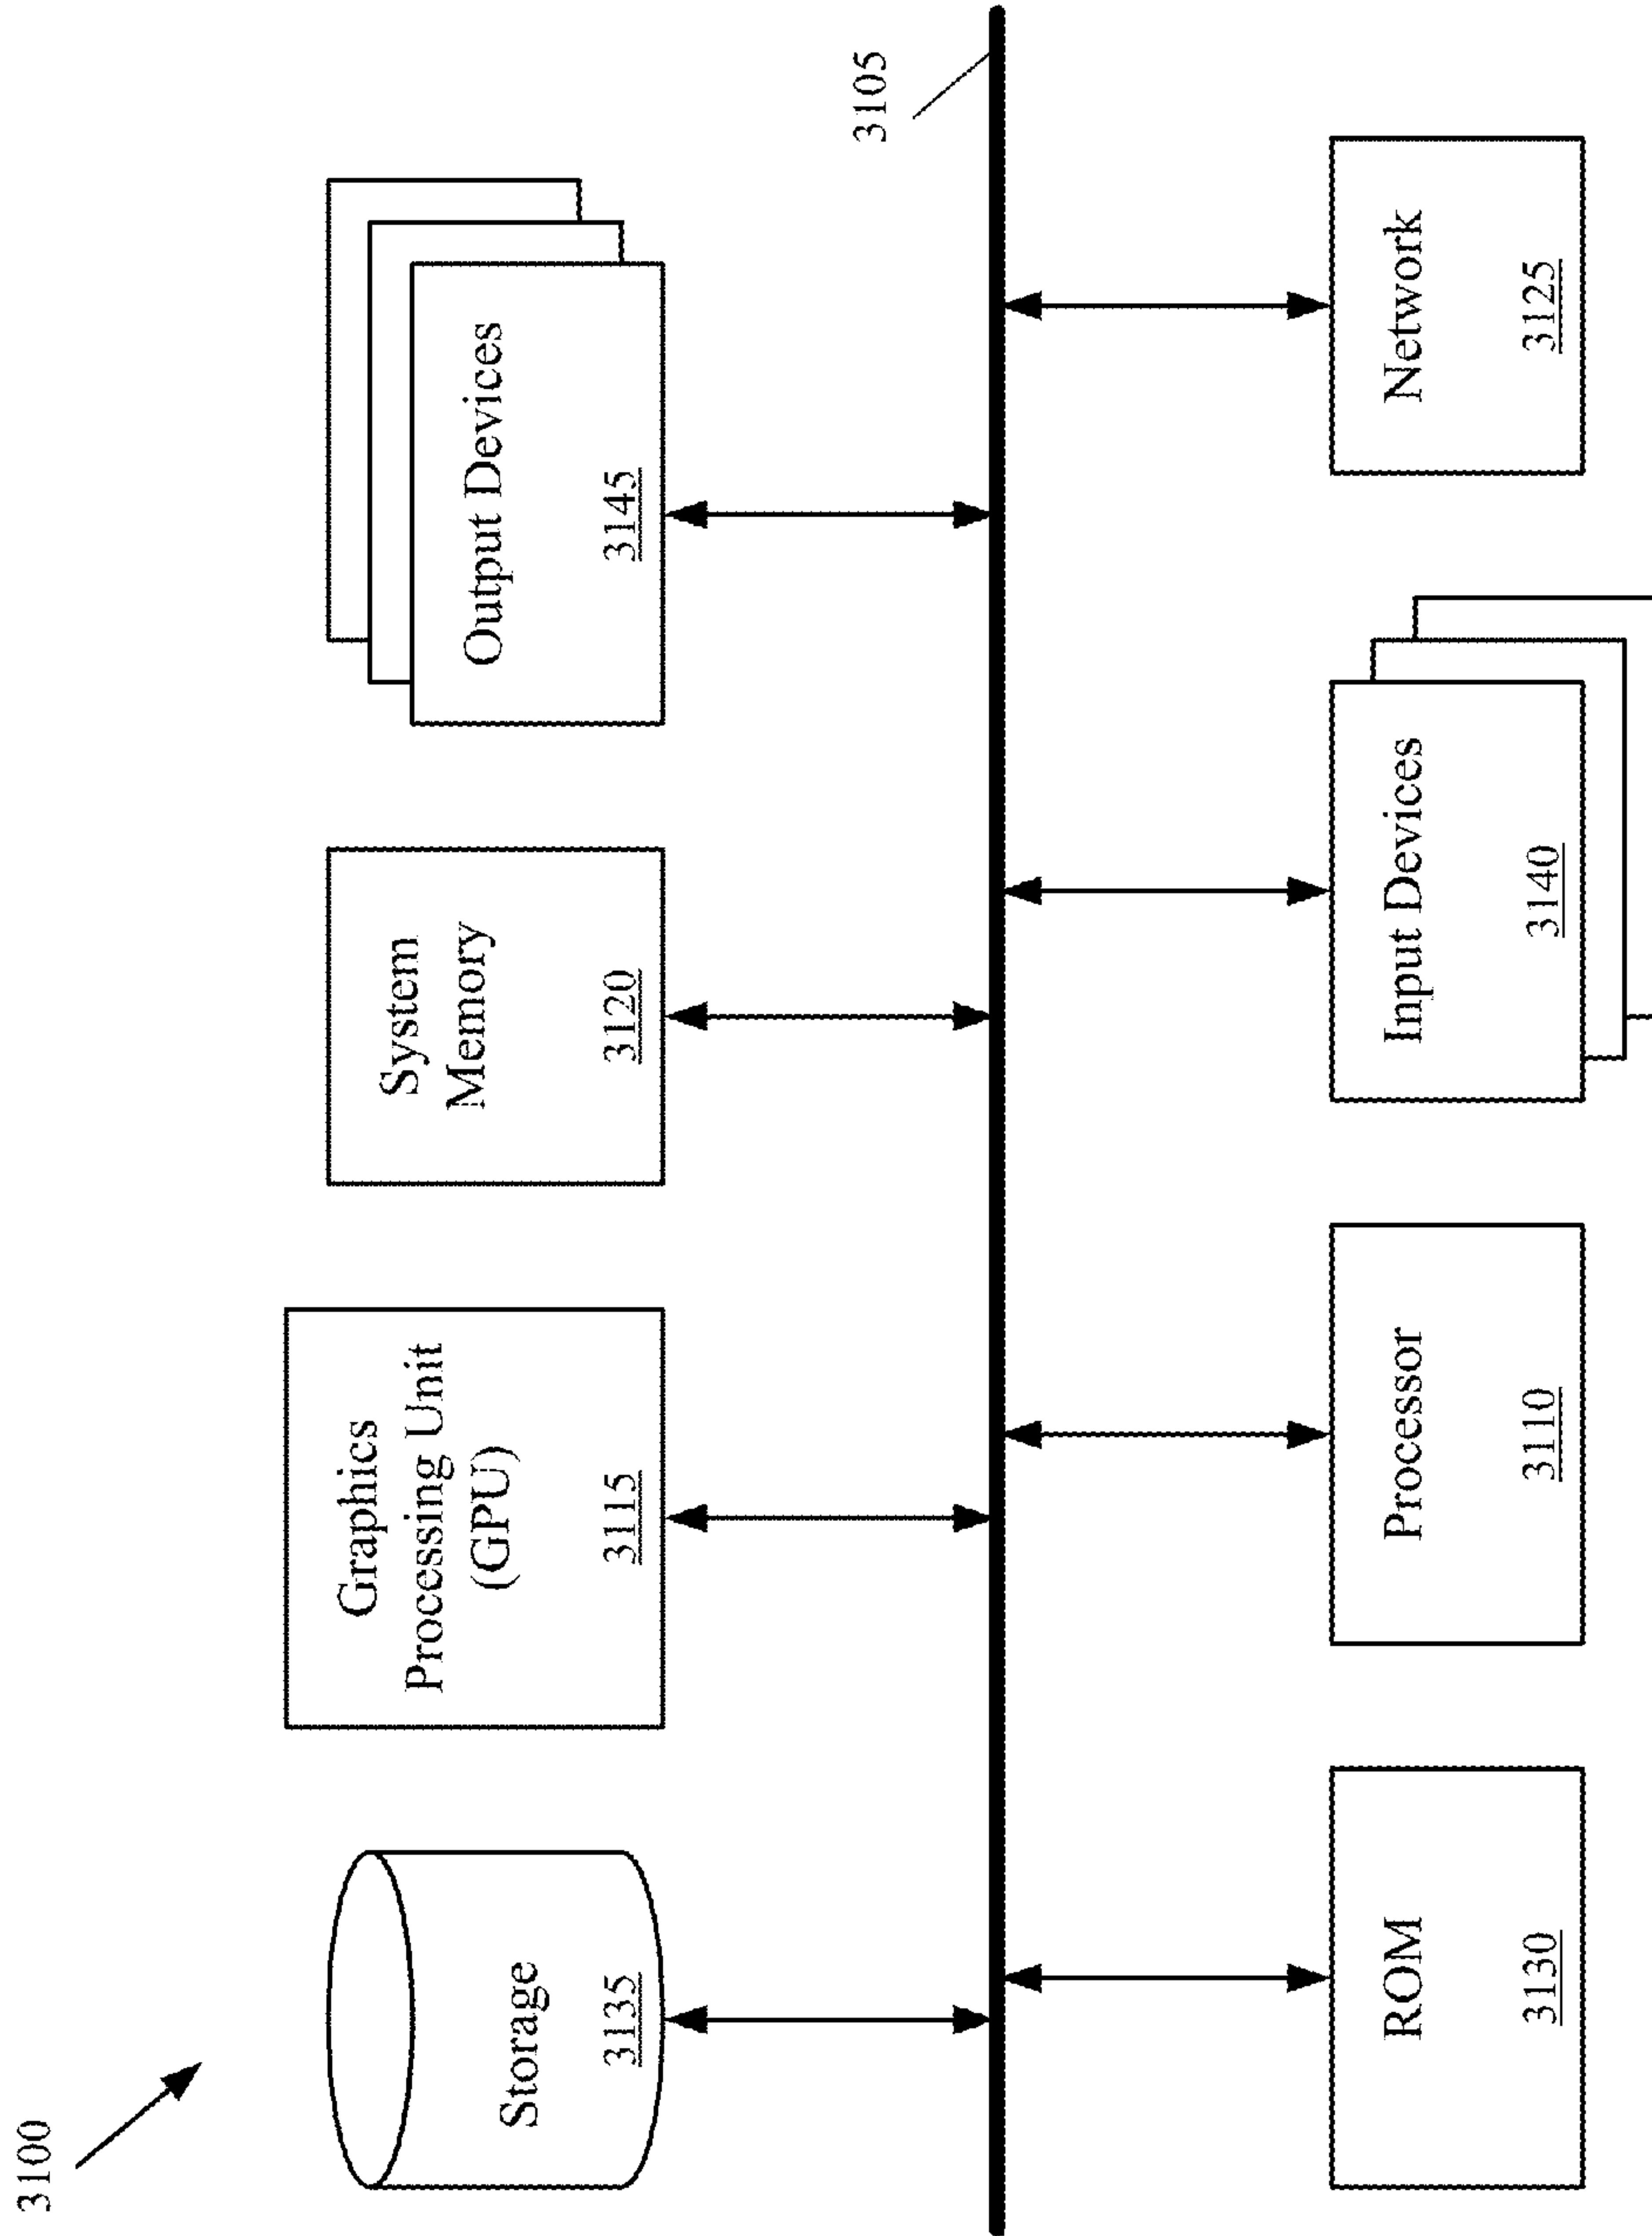 3100
Storage
3135
Graphics
Processing Unit
(GPU)
3115
System
Memory
3120
Output Devices
3145
3105
ROM
3130
Processor
3110
Input Devices
3140
Network
3125